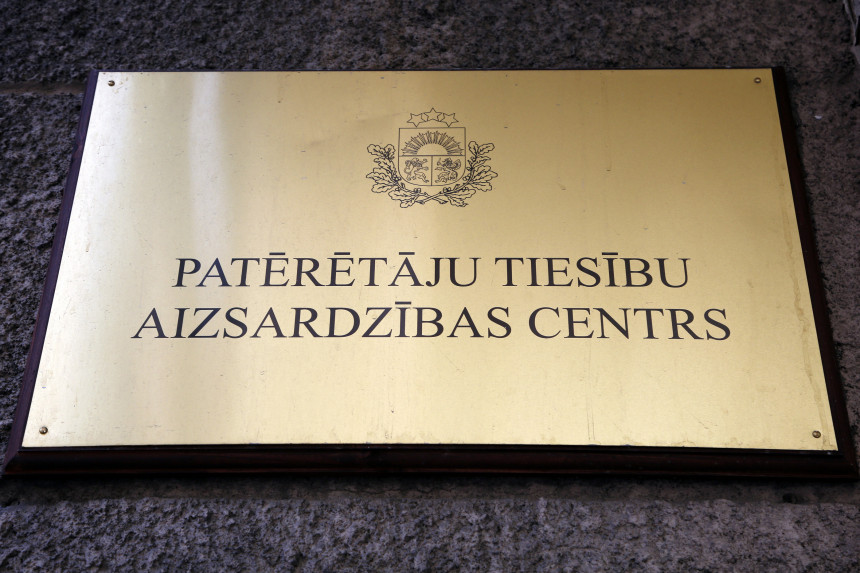 PATĒRĒTĀJU TIESĪBU
AIZSARDZĪBAS CENTRS